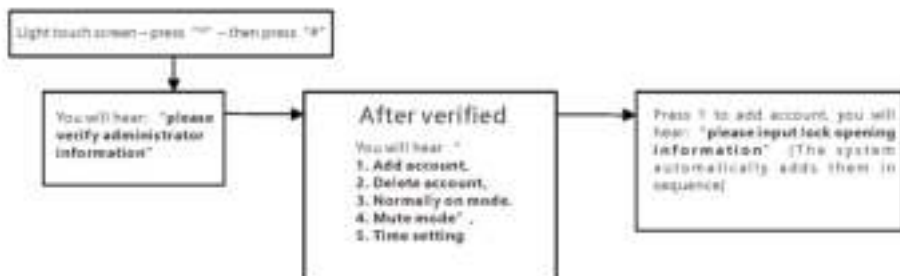 Light touch screen – press "*" – then press "#"
You will hear: "please
verify administrator
information"
After verified
You will hear "
1. Add account,
2. Delete account,
3. Normally on mode.
4. Mute mode" .
5. Time setting
Press 1 to add account, you will
hear: "please input lock opening
information" (The system
automatically adds them in
sequence)